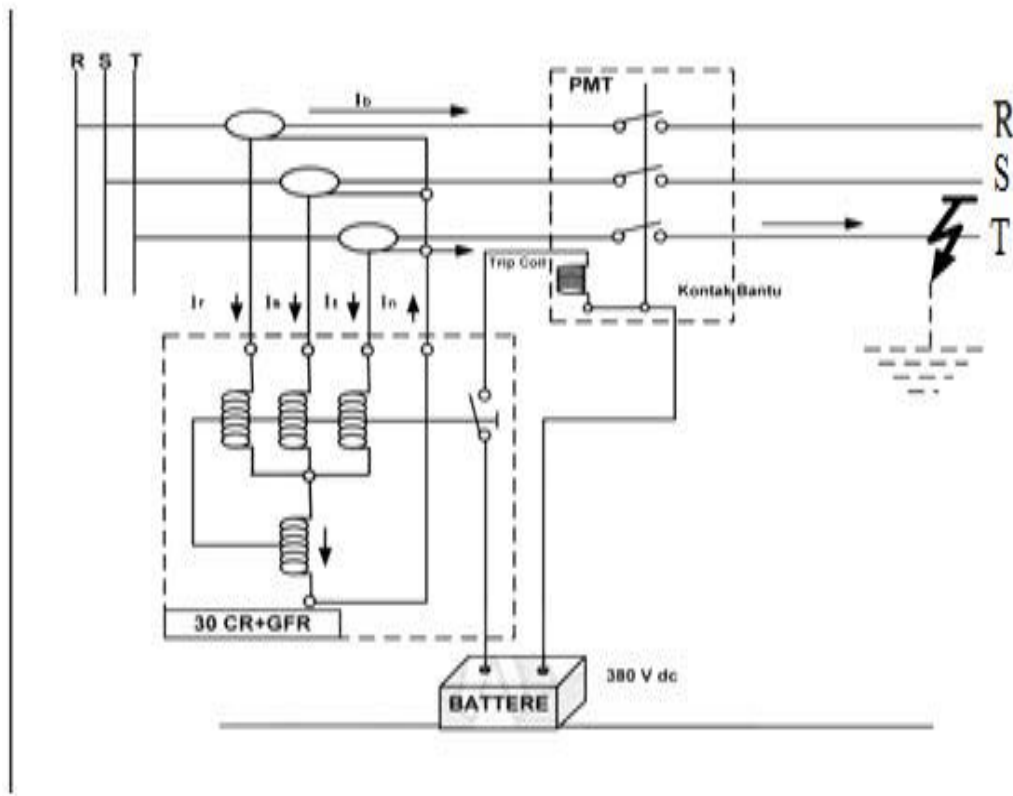 R S T
Ib
PMT
R
S
T
Trip Coil
Kontak Bantu
Ir Is It In
30 CR+GFR
380 V dc
BATTERE